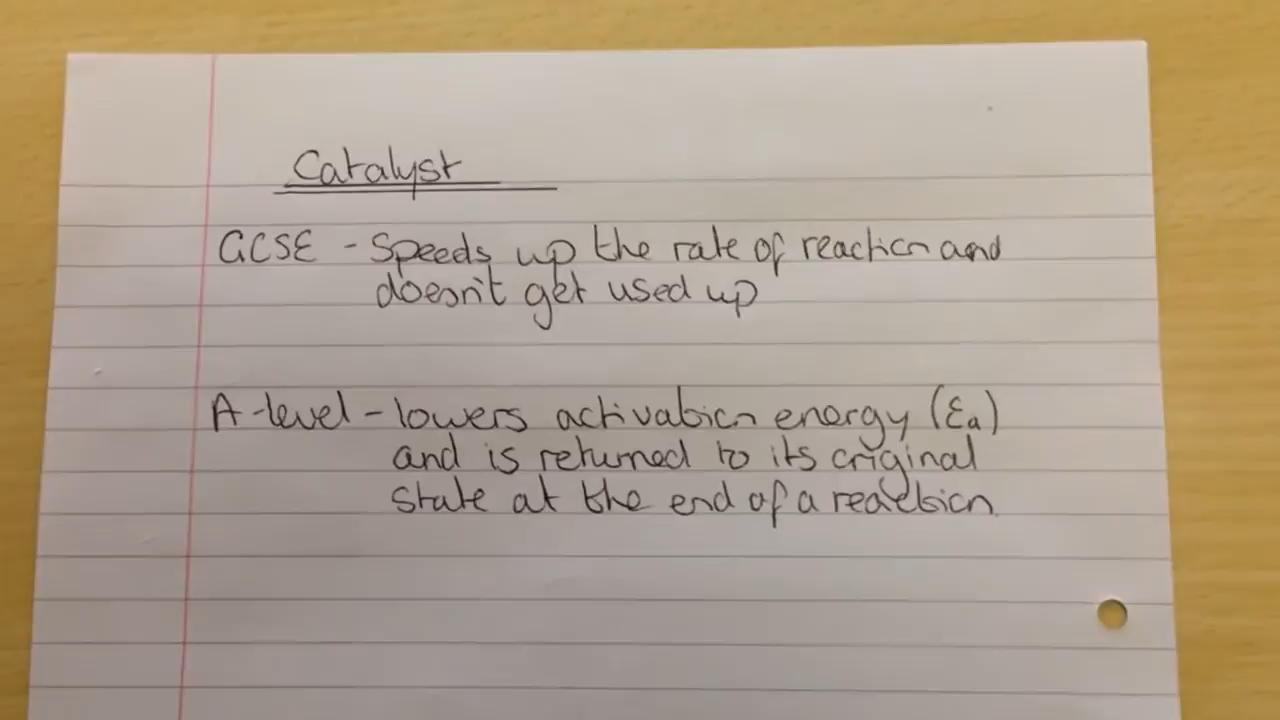 Catalyst
GCSE - Speeds up the rate of reaction and
doesn't get used up
A-level - lowers activation energy (Ea)
and is returned to its original
state at the end of a reaction.